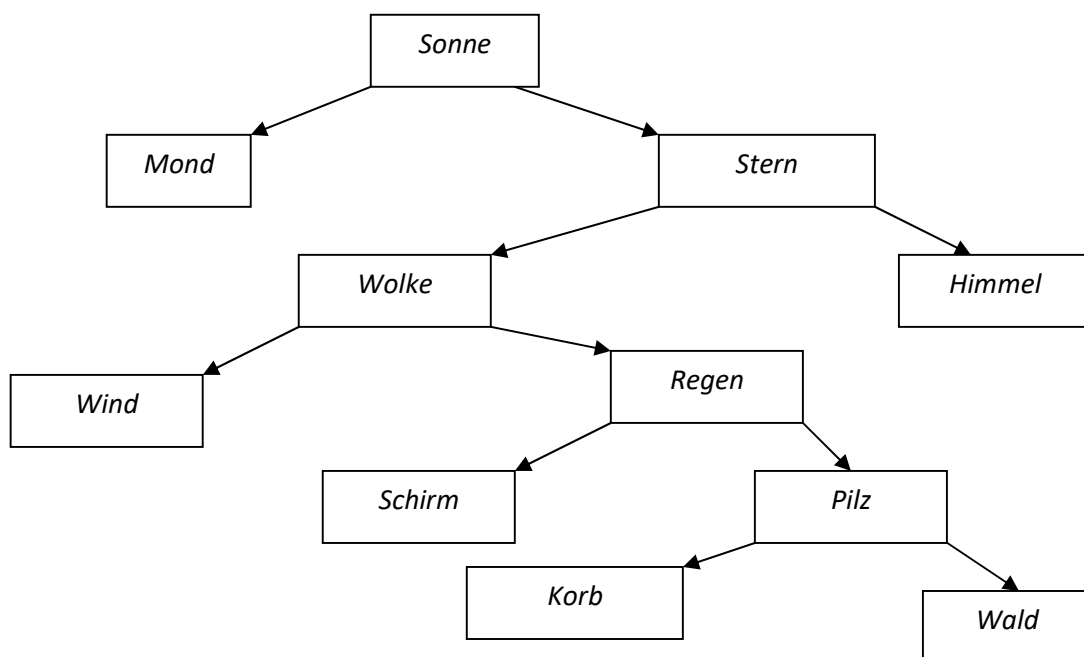 Sonne
Mond
Stern
Wolke
Himmel
Wind
Regen
Schirm
Pilz
Korb
Wald